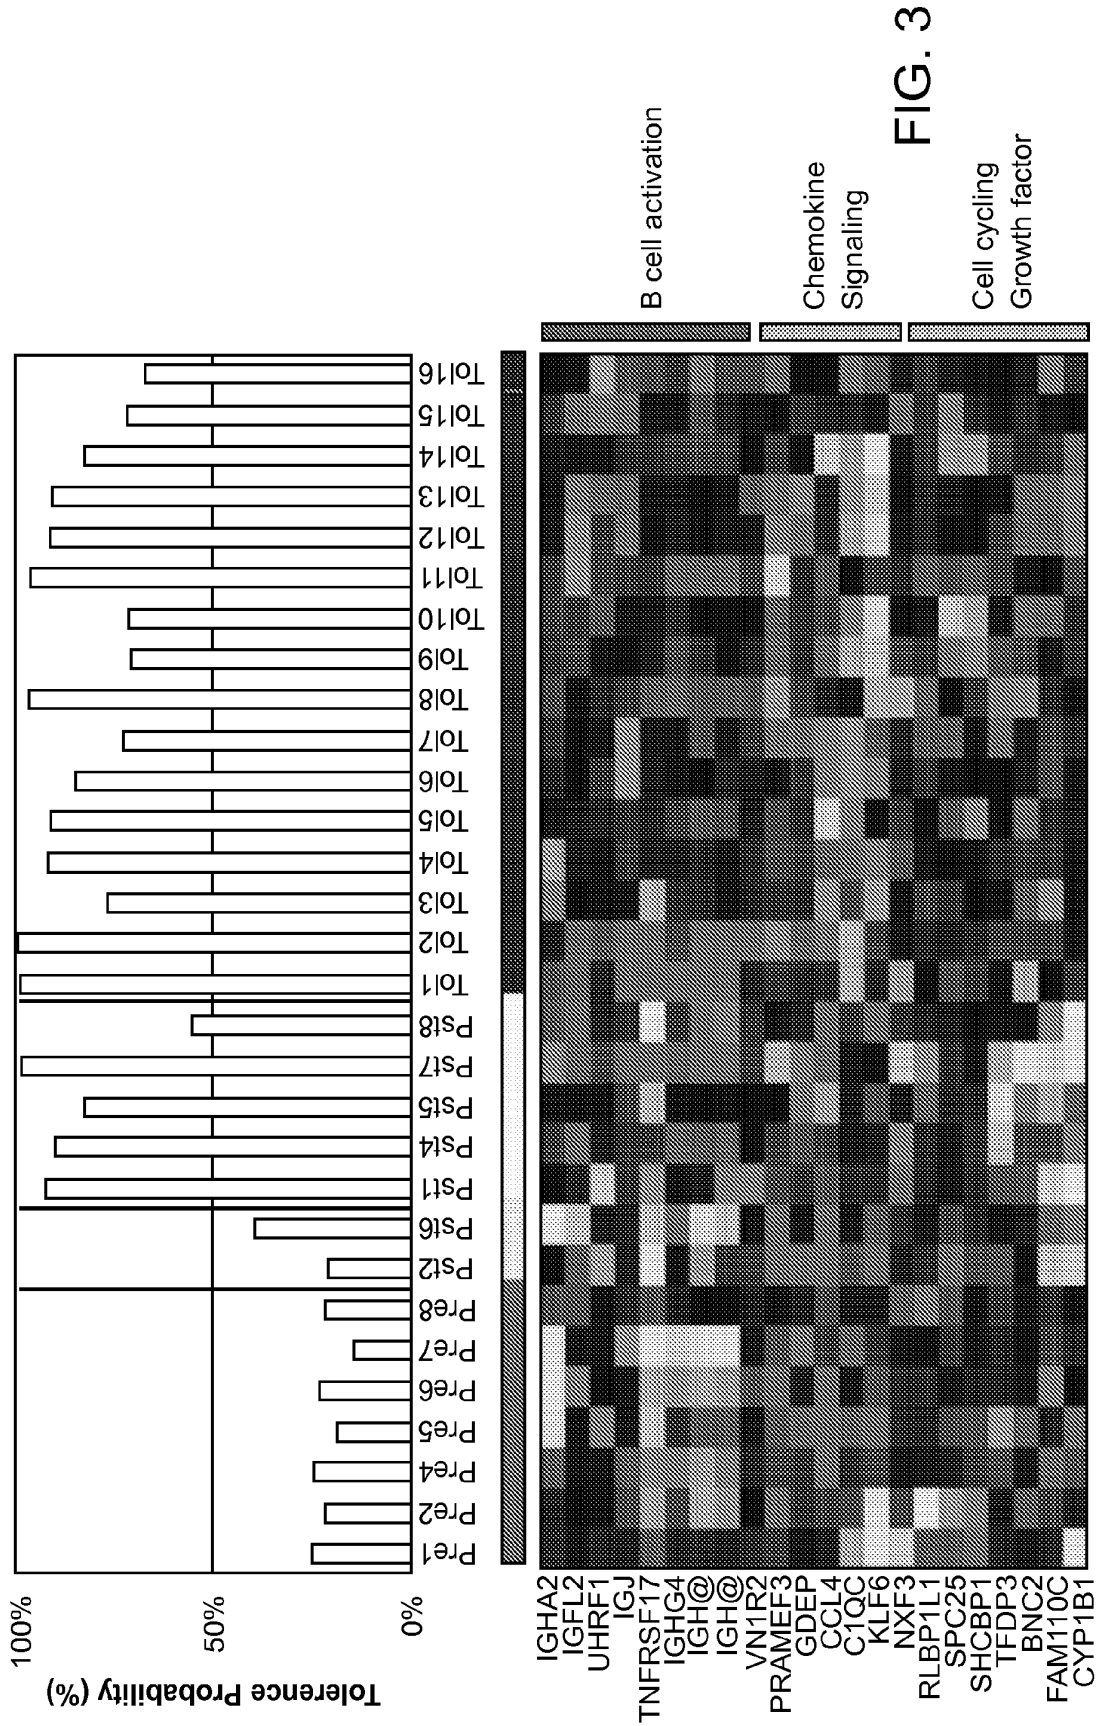 Tolerence Probability (%)
100%
50%
0%
Pre1
Pre2
Pre4
Pre5
Pre6
Pre7
Pre8
Pst2
Pst6
Pst1
Pst4
Pst5
Pst7
Pst8
Tol1
Tol2
Tol3
Tol4
Tol5
Tol6
Tol7
Tol8
Tol9
Tol10
Tol11
Tol12
Tol13
Tol14
Tol15
Tol16
IGHA2
IGFL2
UHRF1
IGJ
TNFRSF17
IGHG4
IGH@
IGH@
VN1R2
PRAMEF3
GDEP
CCL4
C1QC
KLF6
NXF3
RLBP1L1
SPC25
SHCBP1
TFDP3
BNC2
FAM110C
CYP1B1
B cell activation
Chemokine
Signaling
Cell cycling
Growth factor
FIG. 3